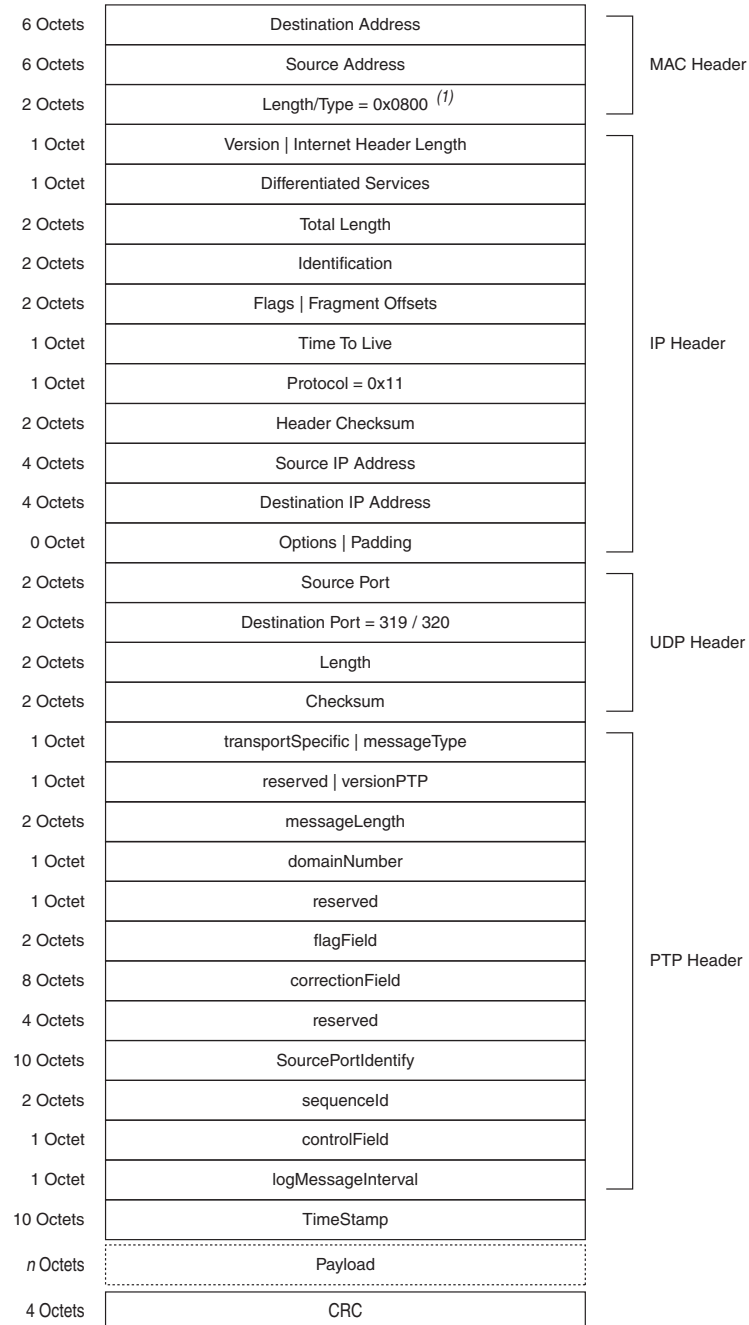 6 Octets Destination Address
6 Octets Source Address MAC Header
2 Octets Length/Type = 0x0800 (1)
1 Octet Version | Internet Header Length
1 Octet Differentiated Services
2 Octets Total Length
2 Octets Identification
2 Octets Flags | Fragment Offsets
1 Octet Time To Live IP Header
1 Octet Protocol = 0x11
2 Octets Header Checksum
4 Octets Source IP Address
4 Octets Destination IP Address
0 Octet Options | Padding
2 Octets Source Port
2 Octets Destination Port = 319 / 320
UDP Header
2 Octets Length
2 Octets Checksum
1 Octet transportSpecific | messageType
1 Octet reserved | versionPTP
2 Octets messageLength
1 Octet domainNumber
1 Octet reserved
2 Octets flagField
PTP Header
8 Octets correctionField
4 Octets reserved
10 Octets SourcePortIdentify
2 Octets sequenceId
1 Octet controlField
1 Octet logMessageInterval
10 Octets TimeStamp
n Octets Payload
4 Octets CRC